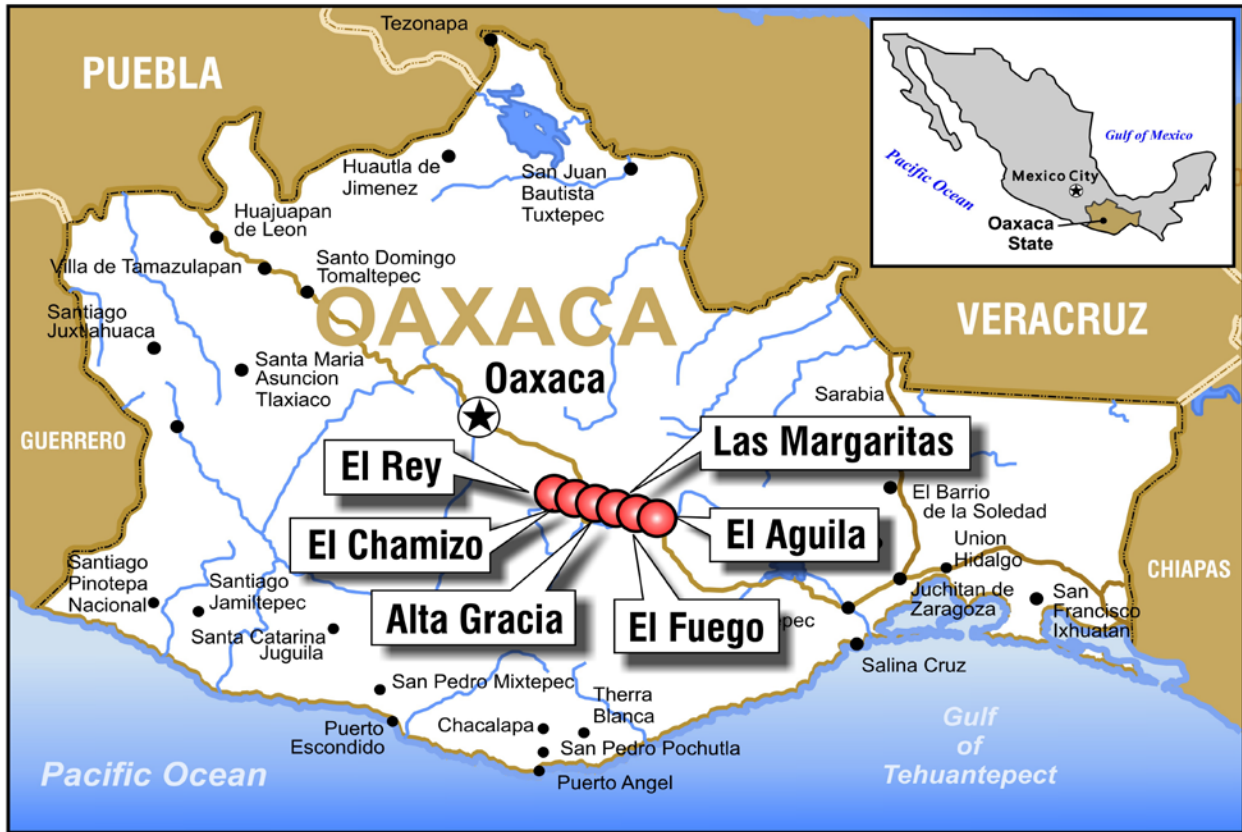 Tezonapa
PUEBLA
Gulf of Mexico
Pacific Ocean
Mexico City
Oaxaca
State
Huautla de
Jimenez
San Juan
Bautista
Tuxtepec
Huajuapan
de Leon
Villa de Tamazulapan
Santo Domingo
Tomaltepec
OAXACA
VERACRUZ
Santiago
Juxtlahuaca
Santa Maria
Asuncion
Tlaxiaco
Oaxaca
Sarabia
GUERRERO
Las Margaritas
El Rey
El Barrio
de la Soledad
El Chamizo
El Aguila
Union
Hidalgo
CHIAPAS
Santiago
Pinotepa
Nacional
Santiago
Jamiltepec
Alta Gracia
El Fuego
epec
Juchitan de
Zaragoza
San
Francisco
Ixhuatan
Santa Catarina
Juguila
Salina Cruz
San Pedro Mixtepec
Therra
Blanca
Puerto
Escondido
Chacalapa
San Pedro Pochutla
Puerto Angel
Pacific Ocean
Gulf
of
Tehuantepect